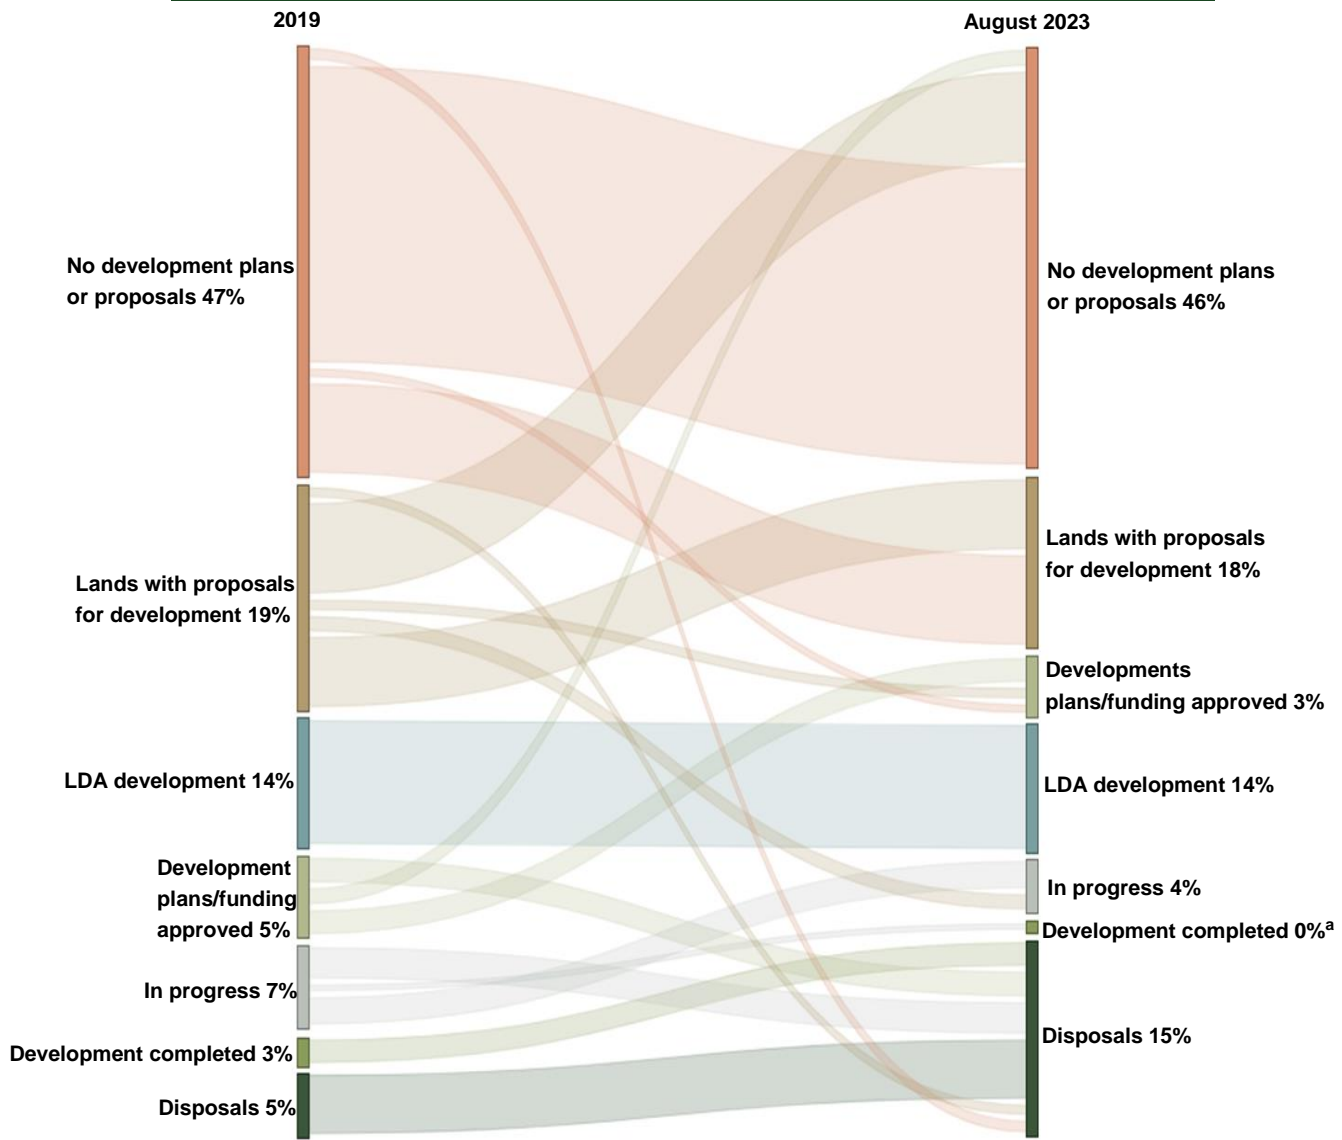 2019
August 2023
No development plans
or proposals 47%
Lands with proposals
for development 19%
LDA development 14%
Development
plans/funding
approved 5%
In progress 7%
Development completed 3%
Disposals 5%
No development plans
or proposals 46%
Lands with proposals
for development 18%
Developments
plans/funding approved 3%
LDA development 14%
In progress 4%
Development completed 0%a
Disposals 15%